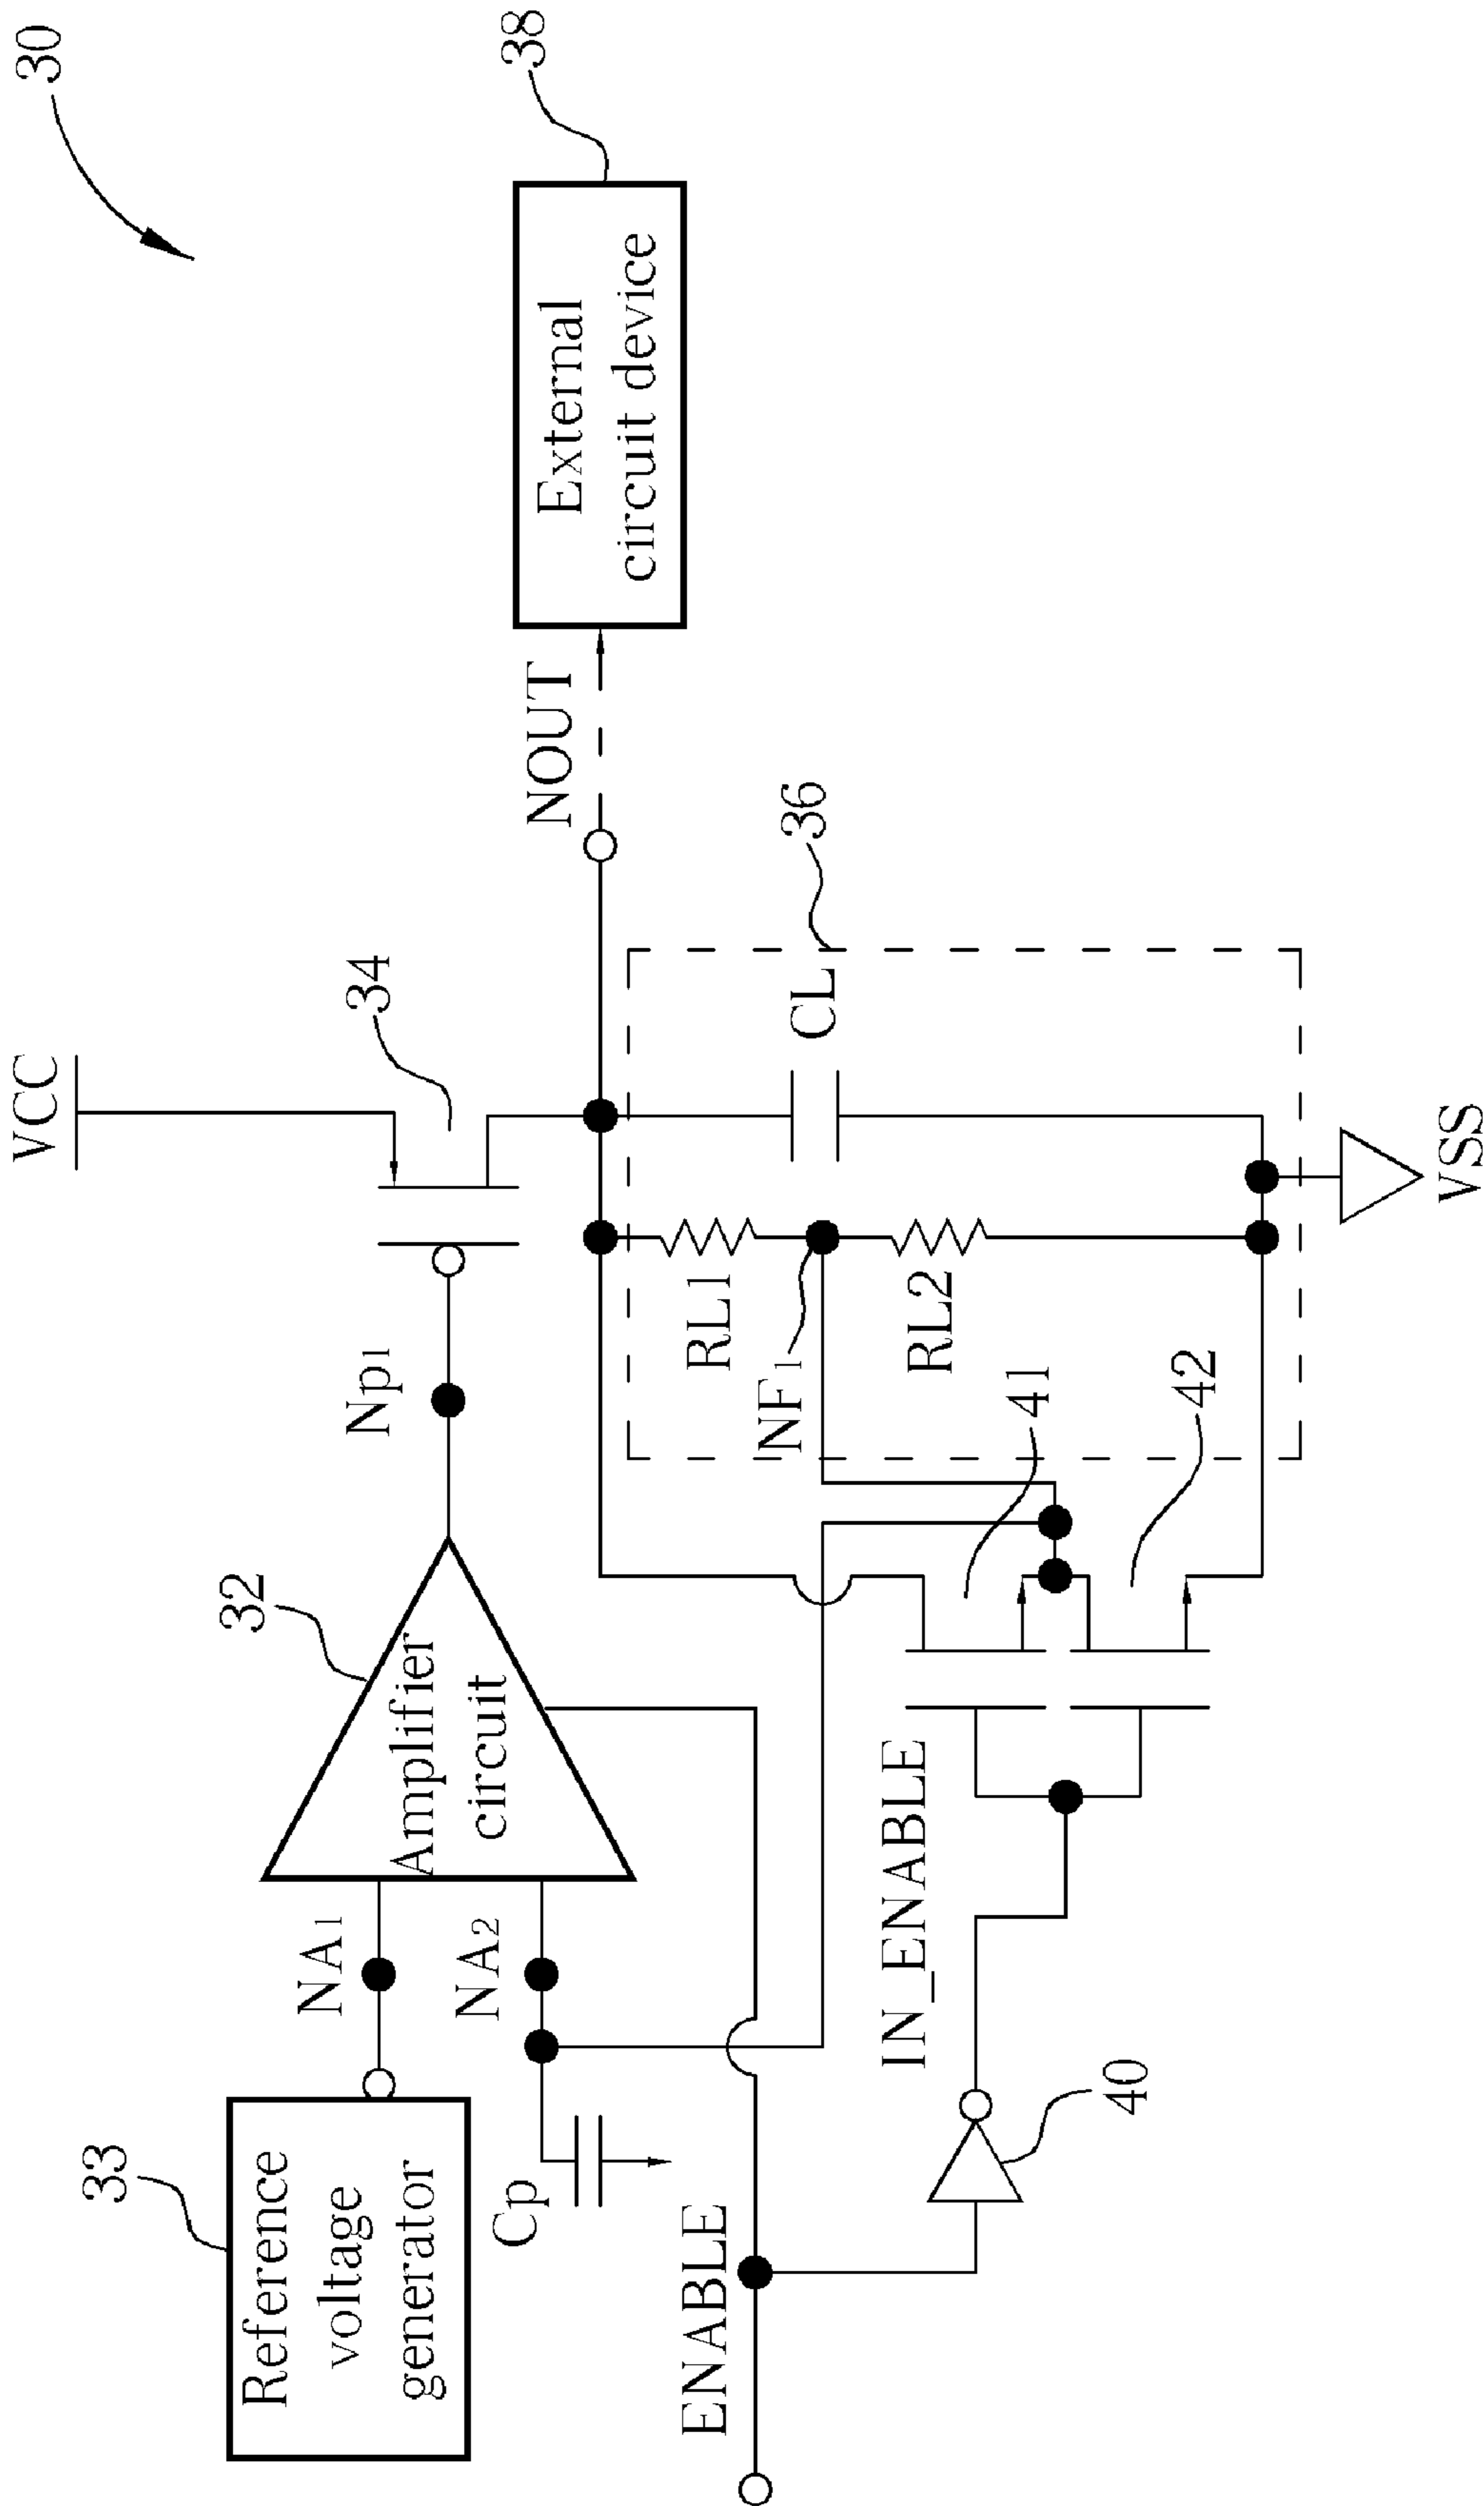 30
VCC
34
38
External
circuit device
NOUT
32
Np1
33
Reference
voltage
generator
NA1
Amplifier
circuit
NA2
Cp
36
RL1
CL
NF1
ENABLE
IN_ENABLE
RL2
41
40
42
VSS